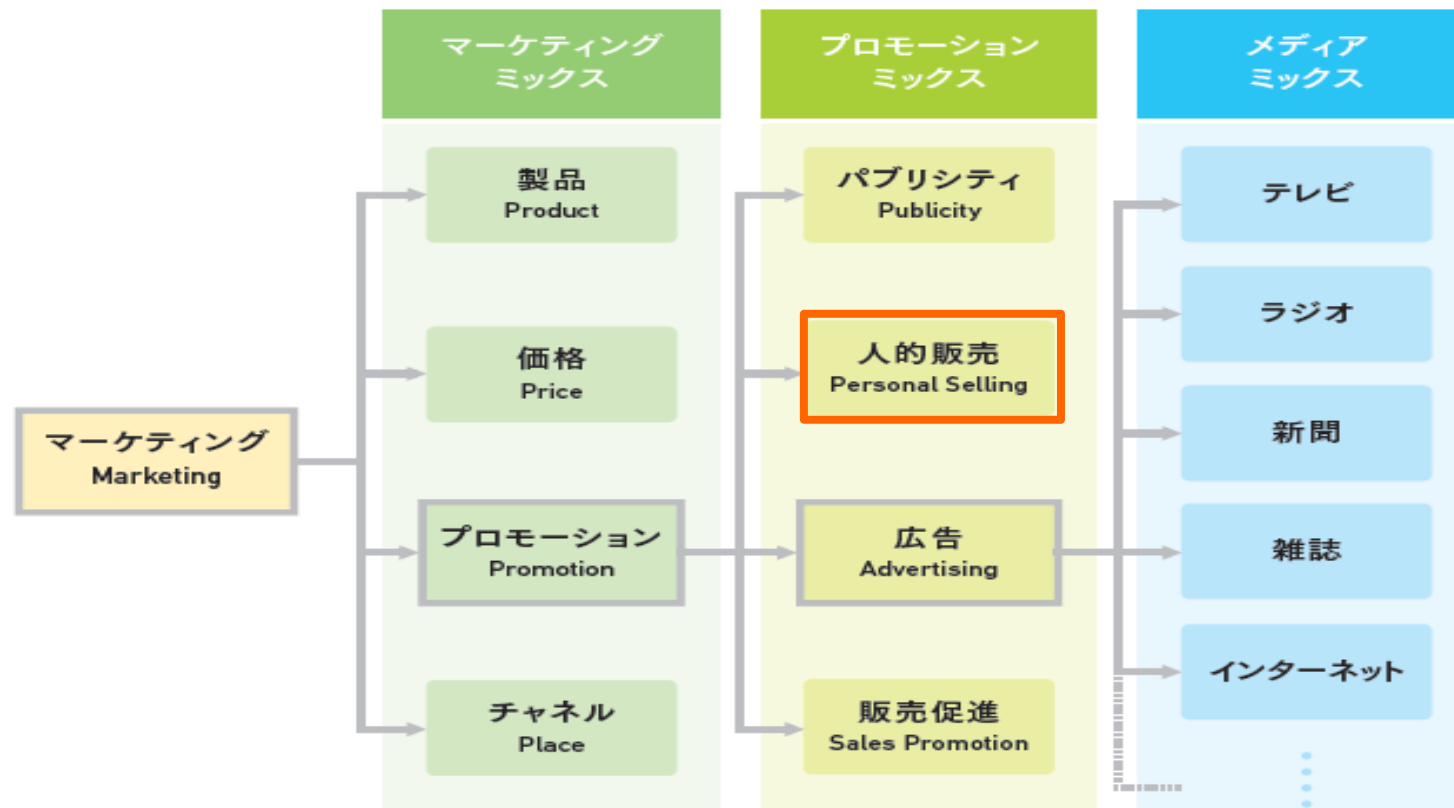 マーケティング
ミックス
プロモーション
ミックス
メディア
ミックス
マーケティング
Marketing
製品
Product
価格
Price
プロモーション
Promotion
チャネル
Place
パブリシティ
Publicity
人的販売
Personal Selling
広告
Advertising
販売促進
Sales Promotion
テレビ
ラジオ
新聞
雑誌
インターネット